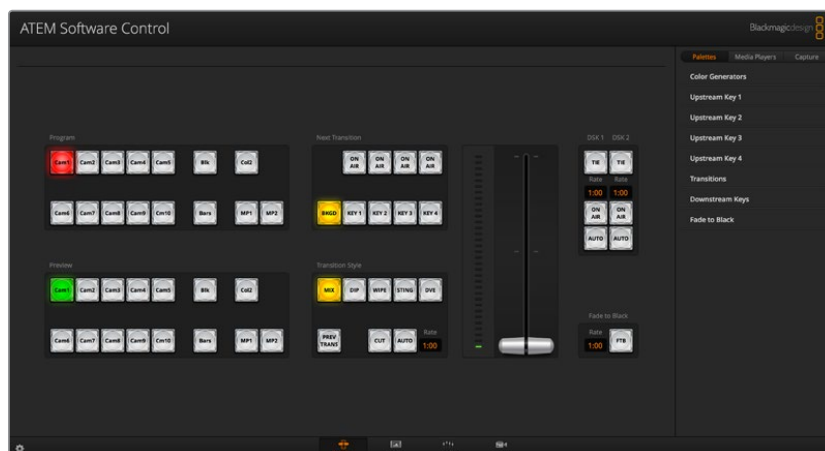 ATEM Software Control
Blackmagicdesign
Palettes Media Players Capture
Color Generators
Upstream Key 1
Upstream Key 2
Upstream Key 3
Upstream Key 4
Transitions
Downstream Keys
Fade to Black
Program
Cam1 Cam2 Cam3 Cam4 Cam5 Blk Col2
Cam6 Cam7 Cam8 Cam9 Cm10 Bars MP1 MP2
Next Transition
ON AIR ON AIR ON AIR ON AIR
BKGD KEY 1 KEY 2 KEY 3 KEY 4
DSK 1 DSK 2
TIE TIE
Rate Rate
1:00 1:00
ON AIR ON AIR
AUTO AUTO
Preview
Cam1 Cam2 Cam3 Cam4 Cam5 Blk Col2
Cam6 Cam7 Cam8 Cam9 Cm10 Bars MP1 MP2
Transition Style
MIX DIP WIPE STING DVE
PREV TRANS CUT AUTO Rate 1:00
Fade to Black
Rate
1:00 FTB